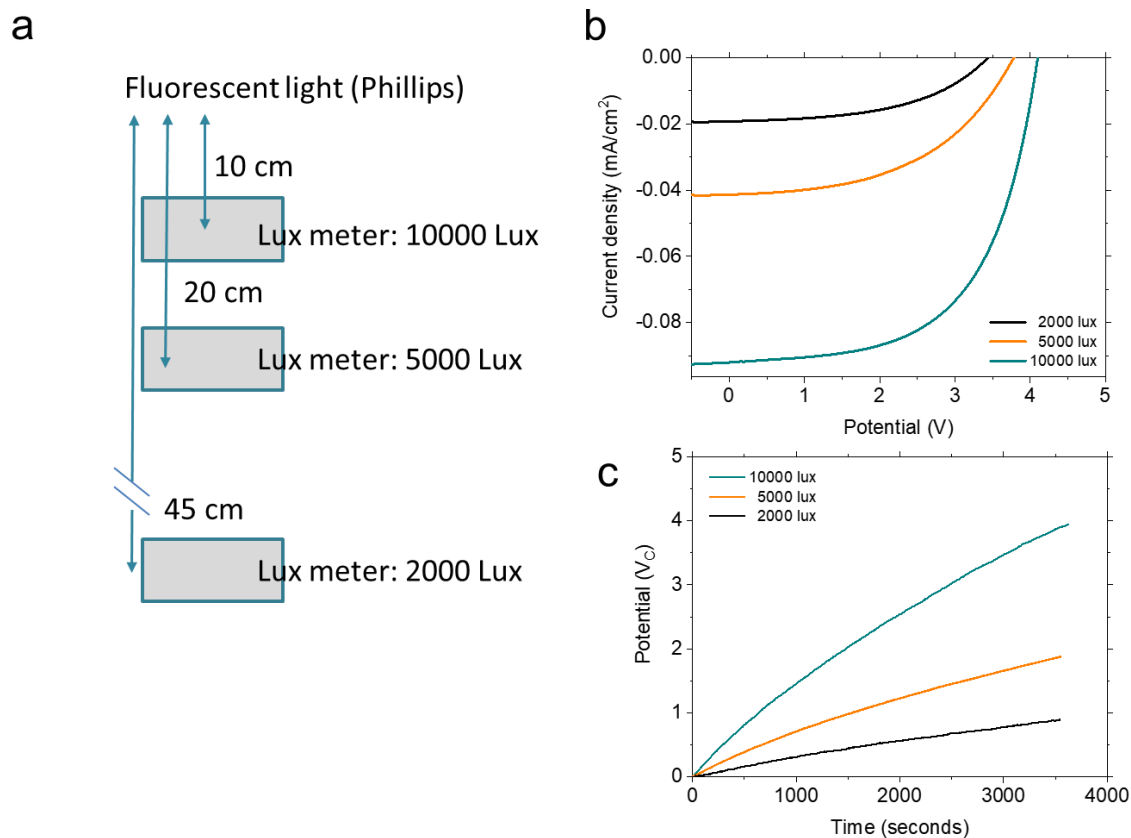 a
Fluorescent light (Phillips)
10 cm
Lux meter: 10000 Lux
20 cm
Lux meter: 5000 Lux
45 cm
Lux meter: 2000 Lux
b
0.00
-0.02
-0.04
-0.06
-0.08
Current density (mA/cm²)
2000 lux
5000 lux
10000 lux
0 1 2 3 4 5
Potential (V)
c
5
4
3
2
1
0
Potential (V_C)
10000 lux
5000 lux
2000 lux
0 1000 2000 3000 4000
Time (seconds)